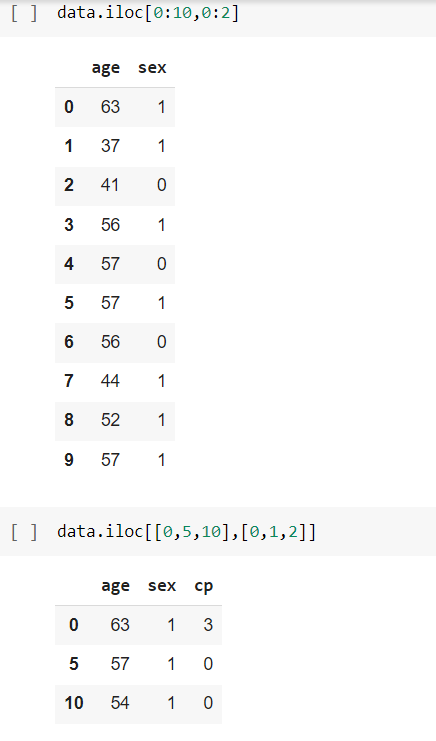 [ ] data.iloc[0:10,0:2]
age sex
0 63 1
1 37 1
2 41 0
3 56 1
4 57 0
5 57 1
6 56 0
7 44 1
8 52 1
9 57 1
[ ] data.iloc[[0,5,10],[0,1,2]]
age sex cp
0 63 1 3
5 57 1 0
10 54 1 0